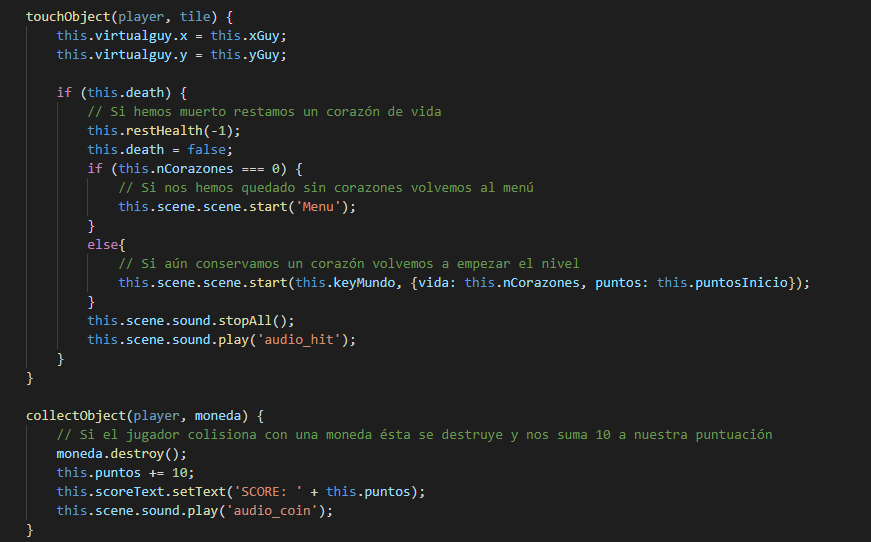 touchObject(player, tile) {
this.virtualguy.x = this.xGuy;
this.virtualguy.y = this.yGuy;
if (this.death) {
// Si hemos muerto restamos un corazón de vida
this.restHealth(-1);
this.death = false;
if (this.nCorazones === 0) {
// Si nos hemos quedado sin corazones volvemos al menú
this.scene.scene.start('Menu');
}
else{
// Si aún conservamos un corazón volvemos a empezar el nivel
this.scene.scene.start(this.keyMundo, {vida: this.nCorazones, puntos: this.puntosInicio});
}
this.scene.sound.stopAll();
this.scene.sound.play('audio_hit');
}
}
collectObject(player, moneda) {
// Si el jugador colisiona con una moneda ésta se destruye y nos suma 10 a nuestra puntuación
moneda.destroy();
this.puntos += 10;
this.scoreText.setText('SCORE: ' + this.puntos);
this.scene.sound.play('audio_coin');
}